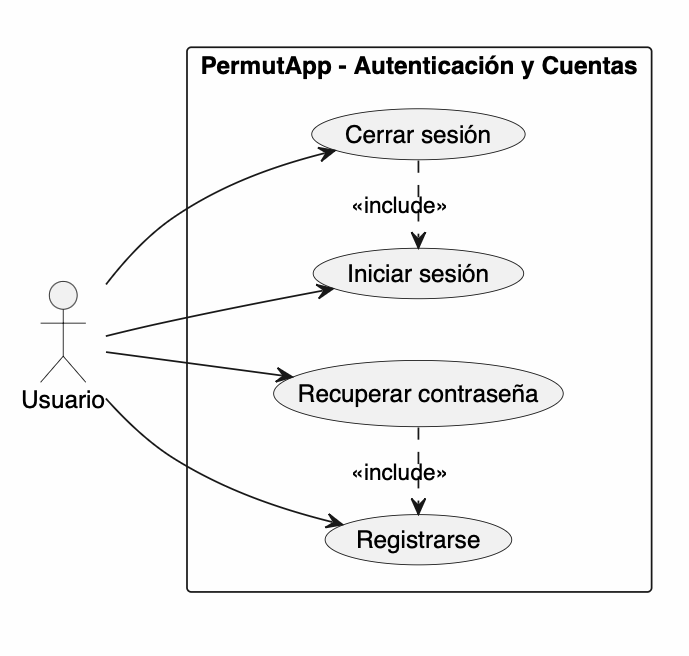 PermutApp - Autenticación y Cuentas
Cerrar sesión
«include»
Iniciar sesión
Recuperar contraseña
Usuario
«include»
Registrarse